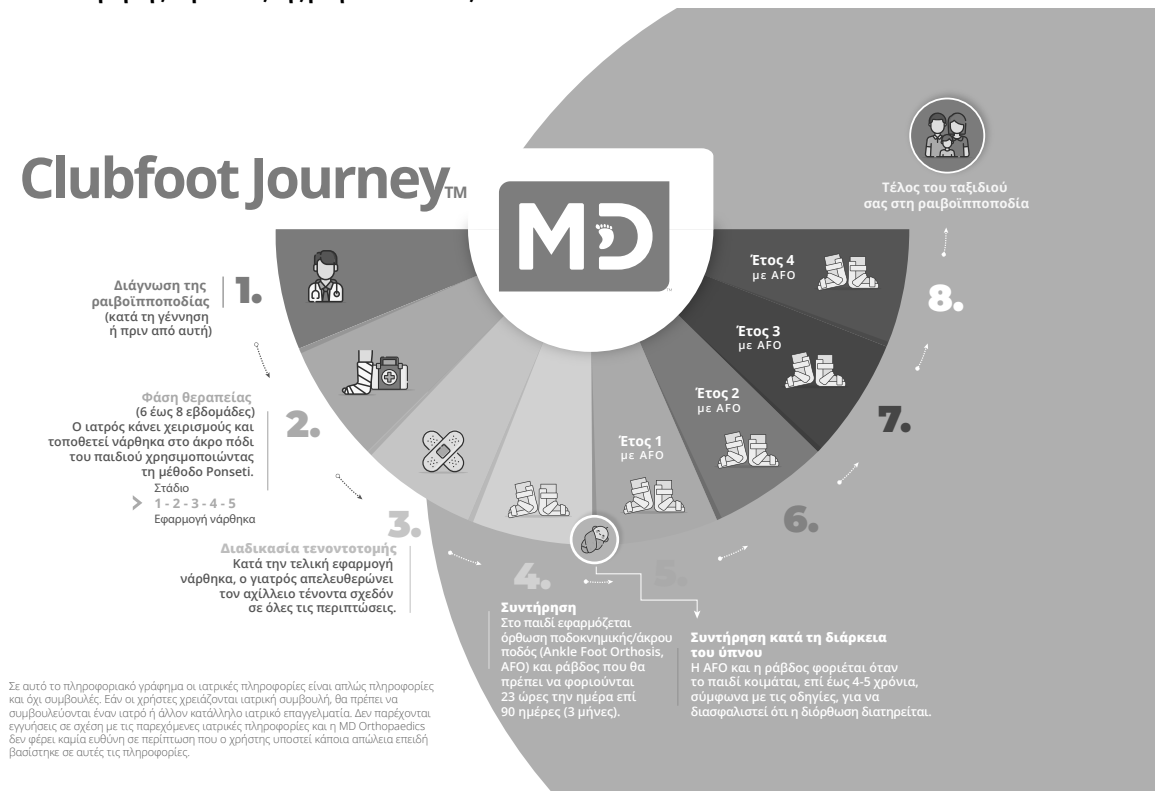 Clubfoot Journey™
MD
Τέλος του ταξιδιού
σας στη ραιβοϊπποποδία
1.
Διάγνωση της
ραιβοϊπποποδίας
(κατά τη γέννηση
ή πριν από αυτή)
2.
Φάση θεραπείας
(6 έως 8 εβδομάδες)
Ο ιατρός κάνει χειρισμούς και
τοποθετεί νάρθηκα στο άκρο πόδι
του παιδιού χρησιμοποιώντας
τη μέθοδο Ponseti.
Στάδιο
> 1 - 2 - 3 - 4 - 5
Εφαρμογή νάρθηκα
3.
Διαδικασία τενοντοτομής
Κατά την τελική εφαρμογή
νάρθηκα, ο γιατρός απελευθερώνει
τον αχίλλειο τένοντα σχεδόν
σε όλες τις περιπτώσεις.
4.
Συντήρηση
Στο παιδί εφαρμόζεται
όρθωση ποδοκνημικής/άκρου
ποδός (Ankle Foot Orthosis,
AFO) και ράβδος που θα
πρέπει να φοριούνται
23 ώρες την ημέρα επί
90 ημέρες (3 μήνες).
5.
Συντήρηση κατά τη διάρκεια
του ύπνου
Η AFO και η ράβδος φοριέται όταν
το παιδί κοιμάται, επί έως 4-5 χρόνια,
σύμφωνα με τις οδηγίες, για να
διασφαλιστεί ότι η διόρθωση διατηρείται.
Έτος 1
με AFO
6.
Έτος 2
με AFO
7.
Έτος 3
με AFO
8.
Έτος 4
με AFO
Σε αυτό το πληροφοριακό γράφημα οι ιατρικές πληροφορίες είναι απλώς πληροφορίες
και όχι συμβουλές. Εάν οι χρήστες χρειάζονται ιατρική συμβουλή, θα πρέπει να
συμβουλεύονται έναν ιατρό ή άλλον κατάλληλο ιατρικό επαγγελματία. Δεν παρέχονται
εγγυήσεις σε σχέση με τις παρεχόμενες ιατρικές πληροφορίες και η MD Orthopaedics
δεν φέρει καμία ευθύνη σε περίπτωση που ο χρήστης υποστεί κάποια απώλεια επειδή
βασίστηκε σε αυτές τις πληροφορίες.